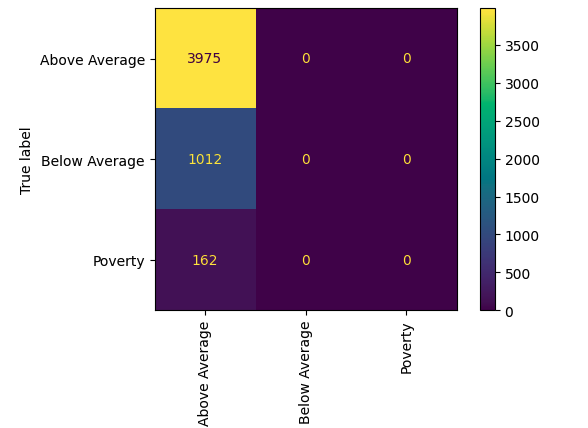 True label
Above Average
3975 0 0
Below Average
1012 0 0
Poverty
162 0 0
Above Average
Below Average
Poverty
3500
3000
2500
2000
1500
1000
500
0